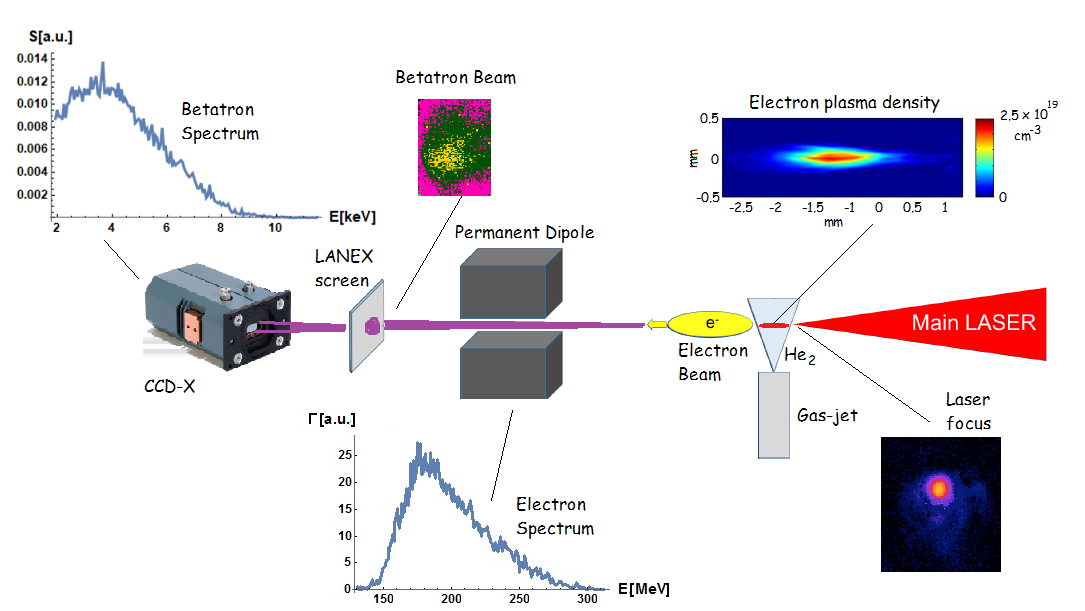 S[a.u.]
0.014
0.012
0.010
0.008
0.006
0.004
0.002
2
4
6
8
10
E[keV]
Betatron
Spectrum
Betatron Beam
Electron plasma density
0.5
0
-0.5
mm
-2,5
-2
-1,5
-1
0
0,5
1
mm
2.5 x 10^19
cm^-3
0
LANEX
screen
Permanent Dipole
CCD-X
e-
Electron
Beam
He2
Gas-jet
Main LASER
Laser
focus
Γ[a.u.]
25
20
15
10
5
0
150
200
250
300
E[MeV]
Electron
Spectrum